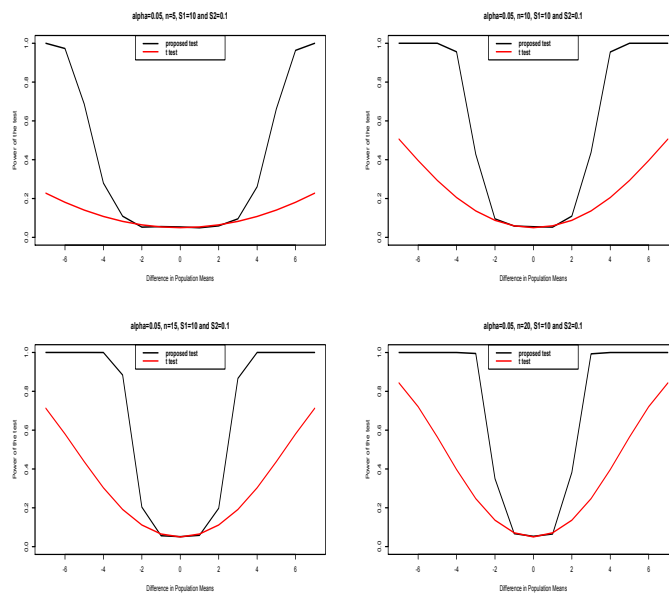 alpha=0.05, n=5, S1=10 and S2=0.1
proposed test
t test
Power of the test
0.0 0.2 0.4 0.6 0.8 1.0
-6 -4 -2 0 2 4 6
Difference in Population Means
alpha=0.05, n=10, S1=10 and S2=0.1
proposed test
t test
Power of the test
0.0 0.2 0.4 0.6 0.8 1.0
-6 -4 -2 0 2 4 6
Difference in Population Means
alpha=0.05, n=15, S1=10 and S2=0.1
proposed test
t test
Power of the test
0.0 0.2 0.4 0.6 0.8 1.0
-6 -4 -2 0 2 4 6
Difference in Population Means
alpha=0.05, n=20, S1=10 and S2=0.1
proposed test
t test
Power of the test
0.0 0.2 0.4 0.6 0.8 1.0
-6 -4 -2 0 2 4 6
Difference in Population Means